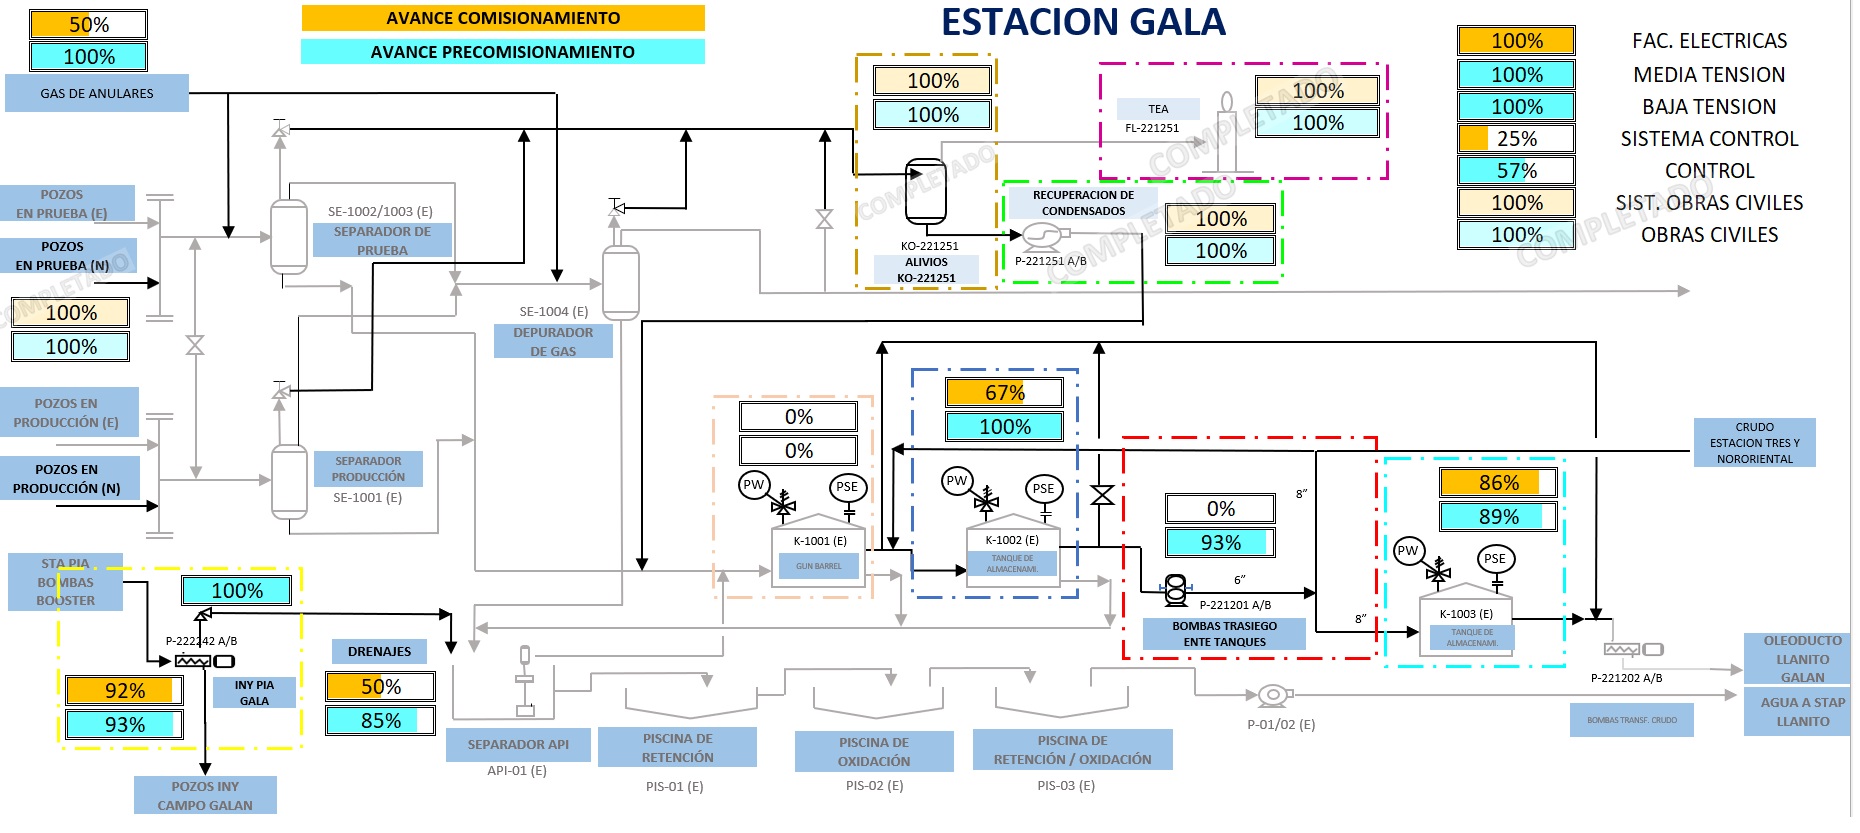 ESTACION GALA
AVANCE COMISIONAMIENTO
AVANCE PRECOMISIONAMIENTO
50%
100%
GAS DE ANULARES
100%
FAC. ELECTRICAS
100%
MEDIA TENSION
100%
BAJA TENSION
25%
SISTEMA CONTROL
57%
CONTROL
100%
SIST. OBRAS CIVILES
100%
OBRAS CIVILES
COMPLETADO
100%
100%
COMPLETADO
KO-221251
ALIVIOS
KO-221251
TEA
FL-221251
100%
100%
COMPLETADO
RECUPERACION DE
CONDENSADOS
100%
100%
P-221251 A/B
COMPLETADO
POZOS
EN PRUEBA (E)
POZOS
EN PRUEBA (N)
COMPLETADO
100%
100%
SE-1002/1003 (E)
SEPARADOR DE
PRUEBA
SE-1004 (E)
DEPURADOR
DE GAS
POZOS EN
PRODUCCIÓN (E)
POZOS EN
PRODUCCIÓN (N)
SEPARADOR
PRODUCCIÓN
SE-1001 (E)
0%
0%
PW
PSE
K-1001 (E)
GUN BARREL
67%
100%
PW
PSE
K-1002 (E)
TANQUE DE
ALMACENAMI.
0%
93%
8”
6”
8”
P-221201 A/B
BOMBAS TRASIEGO
ENTE TANQUES
CRUDO
ESTACION TRES Y
NORORIENTAL
86%
89%
PW
PSE
K-1003 (E)
TANQUE DE
ALMACENAMI.
STA PIA
BOMBAS
BOOSTER
100%
P-222242 A/B
92%
93%
INY PIA
GALA
POZOS INY
CAMPO GALAN
DRENAJES
50%
85%
SEPARADOR API
API-01 (E)
PISCINA DE
RETENCIÓN
PIS-01 (E)
PISCINA DE
OXIDACIÓN
PIS-02 (E)
PISCINA DE
RETENCIÓN / OXIDACIÓN
PIS-03 (E)
P-01/02 (E)
P-221202 A/B
BOMBAS TRANSF. CRUDO
OLEODUCTO
LLANITO
GALAN
AGUA A STAP
LLANITO